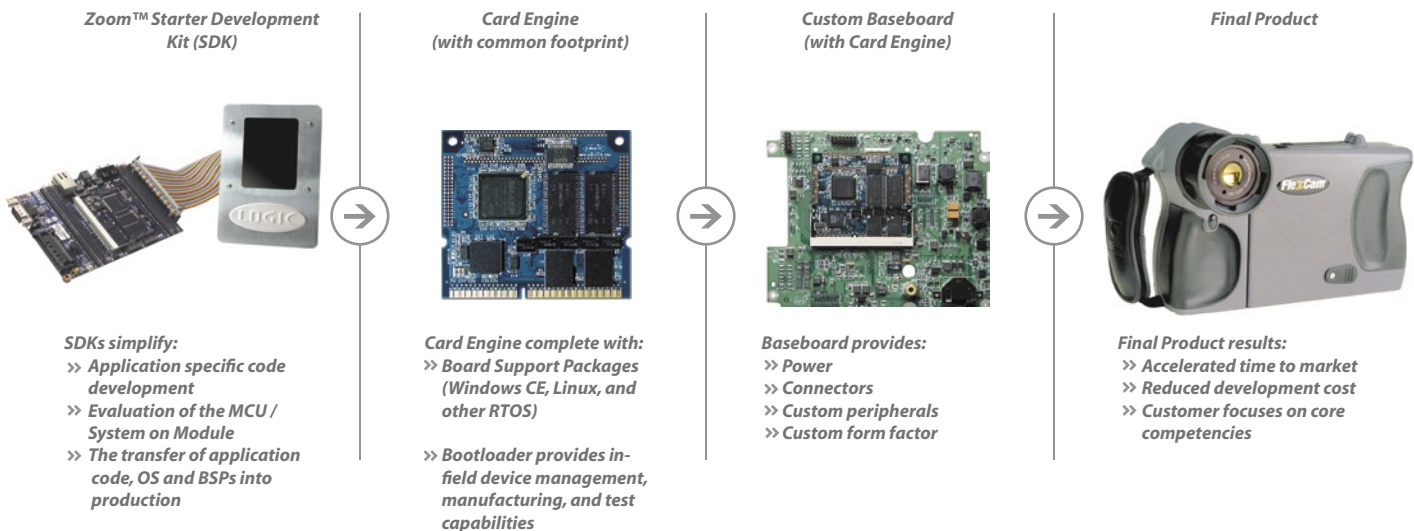 Zoom™ Starter Development
Kit (SDK)
Card Engine
(with common footprint)
Custom Baseboard
(with Card Engine)
Final Product
LOGIC
FlexCam
SDKs simplify:
» Application specific code
development
» Evaluation of the MCU /
System on Module
» The transfer of application
code, OS and BSPs into
production
Card Engine complete with:
» Board Support Packages
(Windows CE, Linux, and
other RTOS)
» Bootloader provides in-
field device management,
manufacturing, and test
capabilities
Baseboard provides:
» Power
» Connectors
» Custom peripherals
» Custom form factor
Final Product results:
» Accelerated time to market
» Reduced development cost
» Customer focuses on core
competencies